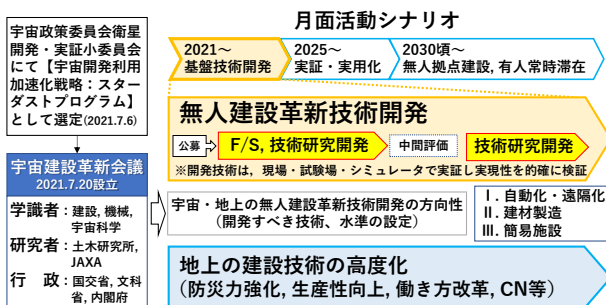 月面活動シナリオ
宇宙政策委員会衛星
開発・実証小委員会
にて【宇宙開発利用
加速化戦略：スター
ダストプログラム】
として選定(2021.7.6)
宇宙建設革新会議
2021.7.20設立
学識者：建設, 機械,
宇宙科学
研究者：土木研究所,
JAXA
行　政：国交省, 文科
省, 内閣府
2021～
基盤技術開発
2025～
実証・実用化
2030頃～
無人拠点建設, 有人常時滞在
無人建設革新技術開発
公募
F/S, 技術研究開発
中間評価
技術研究開発
※開発技術は，現場・試験場・シミュレータで実証し実現性を的確に検証
宇宙・地上の無人建設革新技術開発の方向性
（開発すべき技術、水準の設定）
Ⅰ. 自動化・遠隔化
Ⅱ. 建材製造
Ⅲ. 簡易施設
地上の建設技術の高度化
（防災力強化, 生産性向上, 働き方改革, CN等）